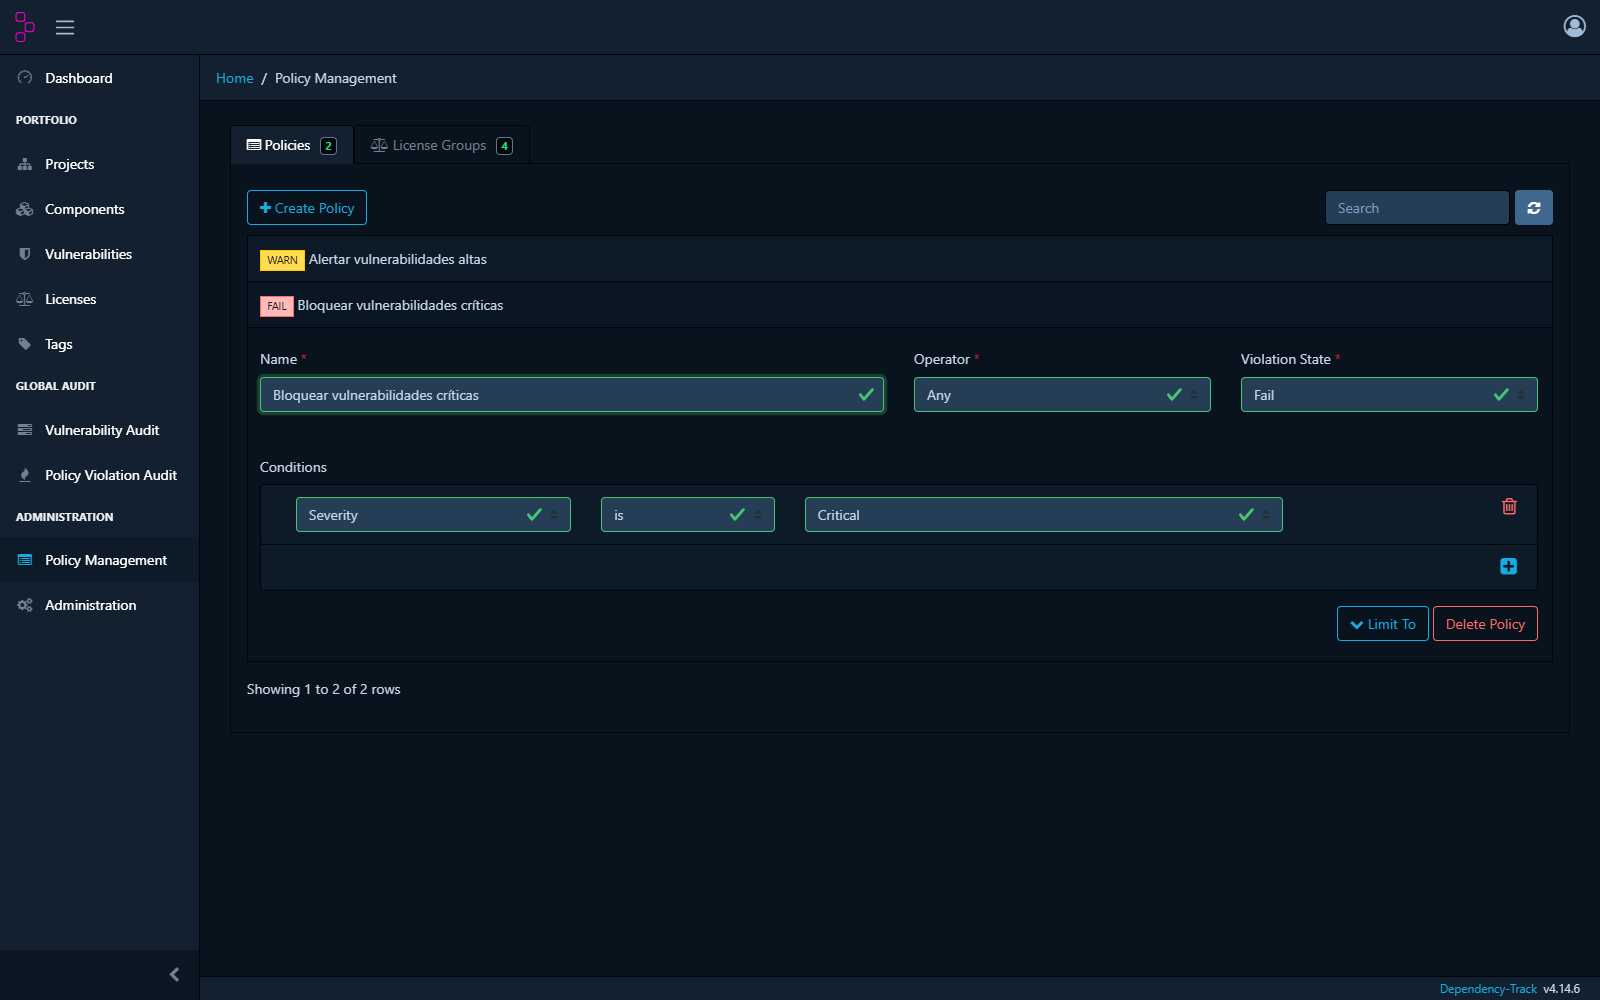 Dashboard
PORTFOLIO
Projects
Components
Vulnerabilities
Licenses
Tags
GLOBAL AUDIT
Vulnerability Audit
Policy Violation Audit
ADMINISTRATION
Policy Management
Administration
Home / Policy Management
Policies 2 License Groups 4
Create Policy Search
WARN Alertar vulnerabilidades altas
FAIL Bloquear vulnerabilidades críticas
Name * Operator * Violation State *
Bloquear vulnerabilidades críticas Any Fail
Conditions
Severity is Critical
Limit To Delete Policy
Showing 1 to 2 of 2 rows
Dependency-Track v4.14.6